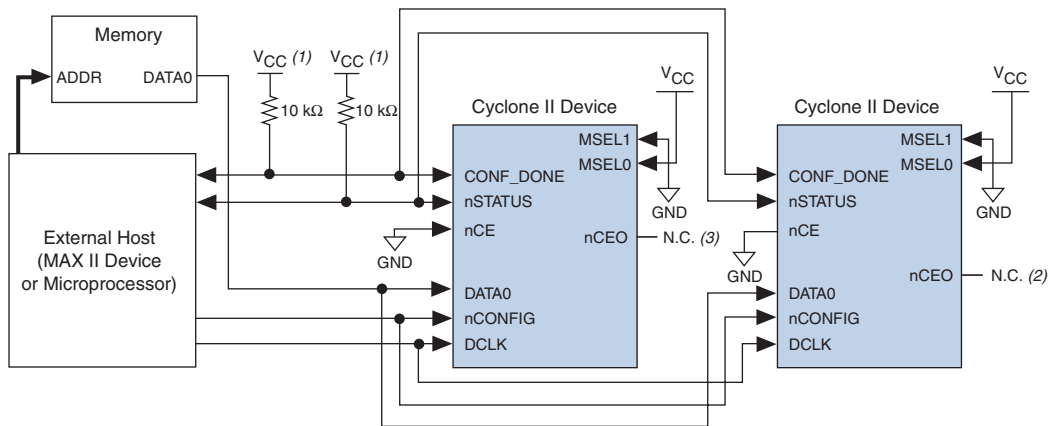 Memory
ADDR DATA0
VCC (1)
10 kΩ
VCC (1)
10 kΩ
External Host
(MAX II Device
or Microprocessor)
Cyclone II Device
VCC
MSEL1
MSEL0
CONF_DONE
nSTATUS
nCE
GND
GND
nCEO
N.C. (3)
DATA0
nCONFIG
DCLK
Cyclone II Device
VCC
MSEL1
MSEL0
CONF_DONE
nSTATUS
nCE
GND
GND
nCEO
N.C. (2)
DATA0
nCONFIG
DCLK